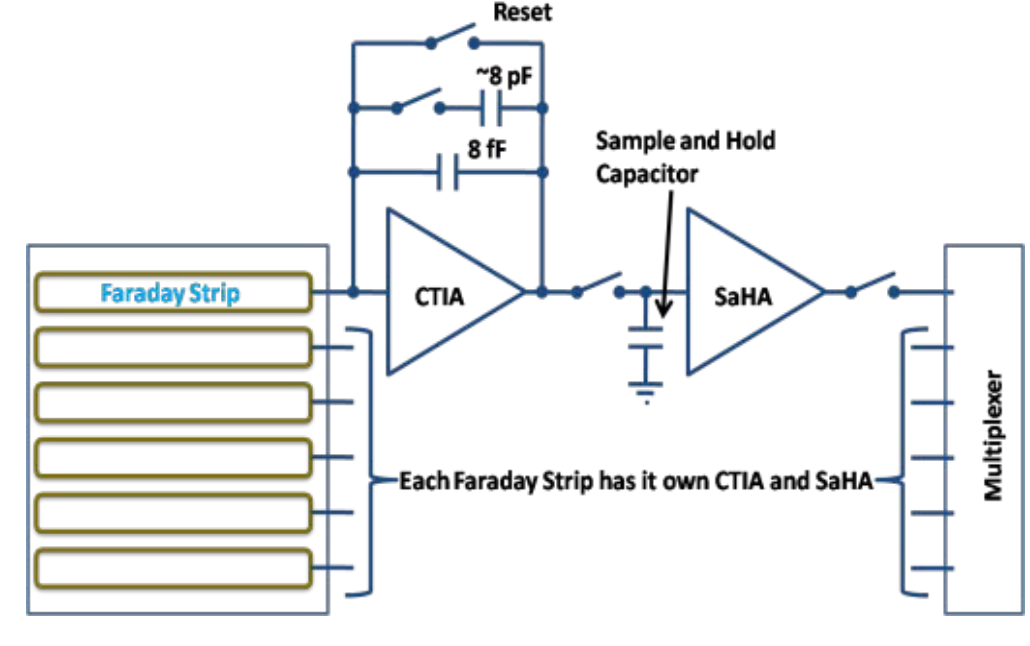 Reset
~8 pF
8 fF
Sample and Hold
Capacitor
Faraday Strip
CTIA
SaHA
Each Faraday Strip has it own CTIA and SaHA
Multiplexer